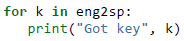 for k in eng2sp:
    print("Got key", k)